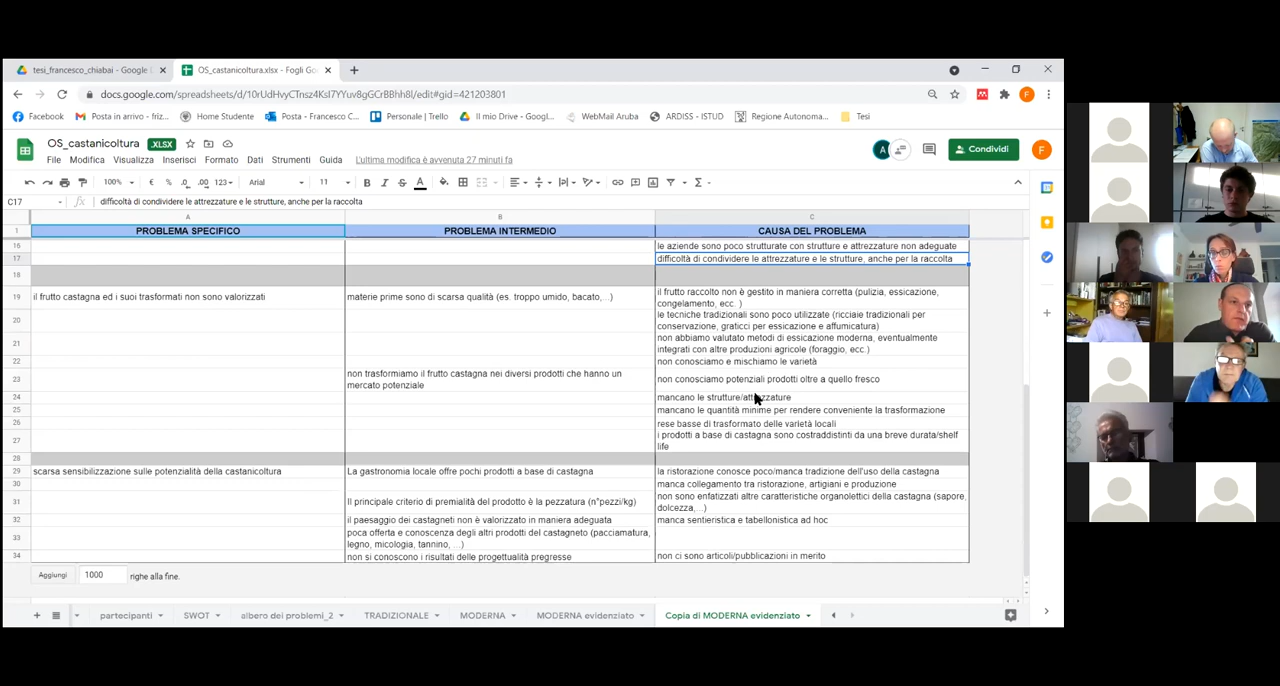 tesi_francesco_chiabai - Google
OS_castanicoltura.xlsx - Fogli Go
docs.google.com/spreadsheets/d/10rUdHvyCTnsz4KsI7YYuv8gGCrBBhh8l/edit#gid=421203801
Facebook
Posta in arrivo - friz...
Home Studente
Posta - Francesco C...
Personale | Trello
Il mio Drive - Googl...
WebMail Aruba
ARDISS - ISTUD
Regione Autonoma...
Tesi
OS_castanicoltura .XLSX
File Modifica Visualizza Inserisci Formato Dati Strumenti Guida L'ultima modifica è avvenuta 27 minuti fa
A
Condividi
F
100% € % .0 .00 123 Arial 11 B I S A
C17 fx difficoltà di condividere le attrezzature e le strutture, anche per la raccolta
A B C
1 PROBLEMA SPECIFICO PROBLEMA INTERMEDIO CAUSA DEL PROBLEMA
16 le aziende sono poco strutturate con strutture e attrezzature non adeguate
17 difficoltà di condividere le attrezzature e le strutture, anche per la raccolta
18
19 il frutto castagna ed i suoi trasformati non sono valorizzati materie prime sono di scarsa qualità (es. troppo umido, bacato,...) il frutto raccolto non è gestito in maniera corretta (pulizia, essicazione,
congelamento, ecc. )
20 le tecniche tradizionali sono poco utilizzate (ricciaie tradizionali per
conservazione, graticci per essicazione e affumicatura)
21 non abbiamo valutato metodi di essicazione moderna, eventualmente
integrati con altre produzioni agricole (foraggio, ecc.)
22 non conosciamo e mischiamo le varietà
23 non trasformiamo il frutto castagna nei diversi prodotti che hanno un
mercato potenziale
non conosciamo potenziali prodotti oltre a quello fresco
24 mancano le strutture/attrezzature
25 mancano le quantità minime per rendere conveniente la trasformazione
26 rese basse di trasformato delle varietà locali
27 i prodotti a base di castagna sono costraddistinti da una breve durata/shelf
life
28
29 scarsa sensibilizzazione sulle potenzialità della castanicoltura La gastronomia locale offre pochi prodotti a base di castagna la ristorazione conosce poco/manca tradizione dell'uso della castagna
30 manca collegamento tra ristorazione, artigiani e produzione
31 Il principale criterio di premialità del prodotto è la pezzatura (n°pezzi/kg) non sono enfatizzati altre caratteristiche organolettici della castagna (sapore,
dolcezza,...)
32 il paesaggio dei castagneti non è valorizzato in maniera adeguata manca sentieristica e tabellonistica ad hoc
33 poca offerta e conoscenza degli altri prodotti del castagneto (pacciamatura,
legno, micologia, tannino, ...)
34 non si conoscono i risultati delle progettualità pregresse non ci sono articoli/pubblicazioni in merito
Aggiungi 1000 righe alla fine.
partecipanti SWOT albero dei problemi_2 TRADIZIONALE MODERNA MODERNA evidenziato Copia di MODERNA evidenziato